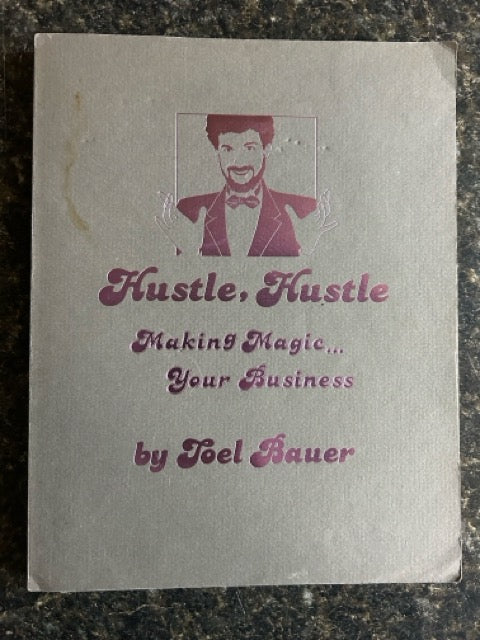 Hustle, Hustle
Making Magic...
Your Business
by Joel Bauer